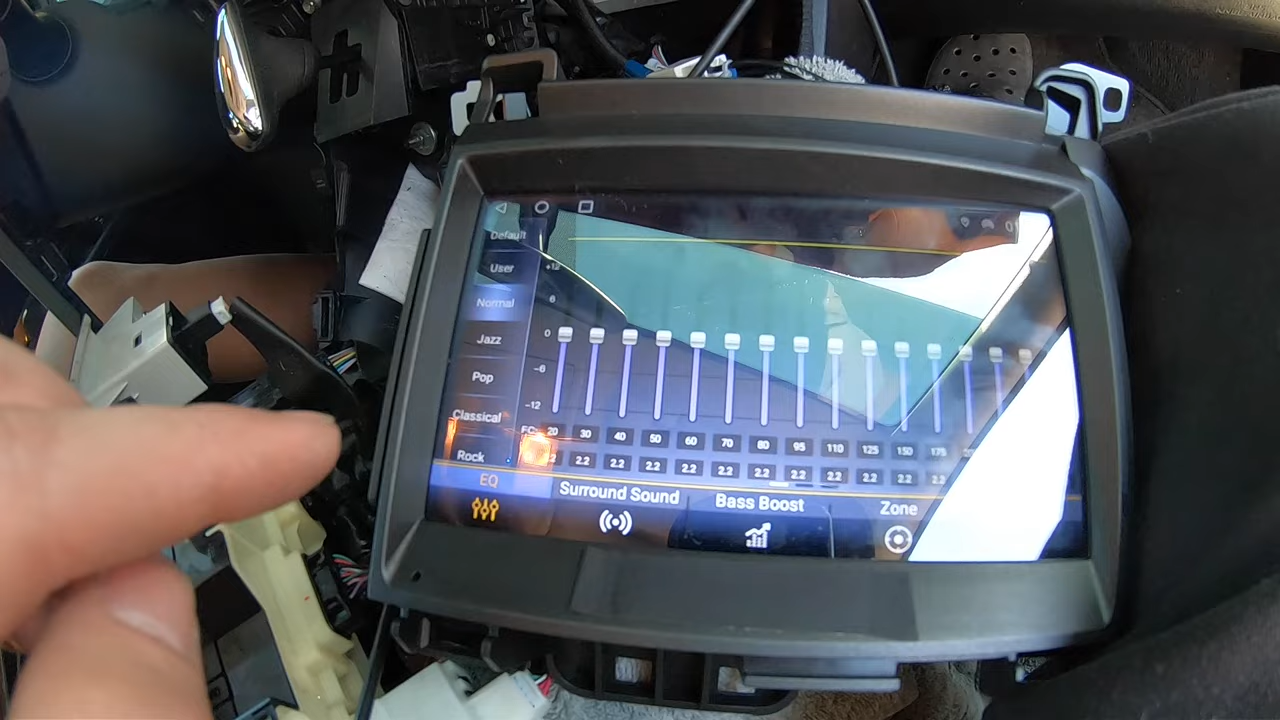 Default
User
Normal
Jazz
Pop
Classical
Rock
+12
6
0
-6
-12
FC: 20 30 40 50 60 70 80 95 110 125 150 175
2.2 2.2 2.2 2.2 2.2 2.2 2.2 2.2 2.2 2.2 2.2
EQ Surround Sound Bass Boost Zone